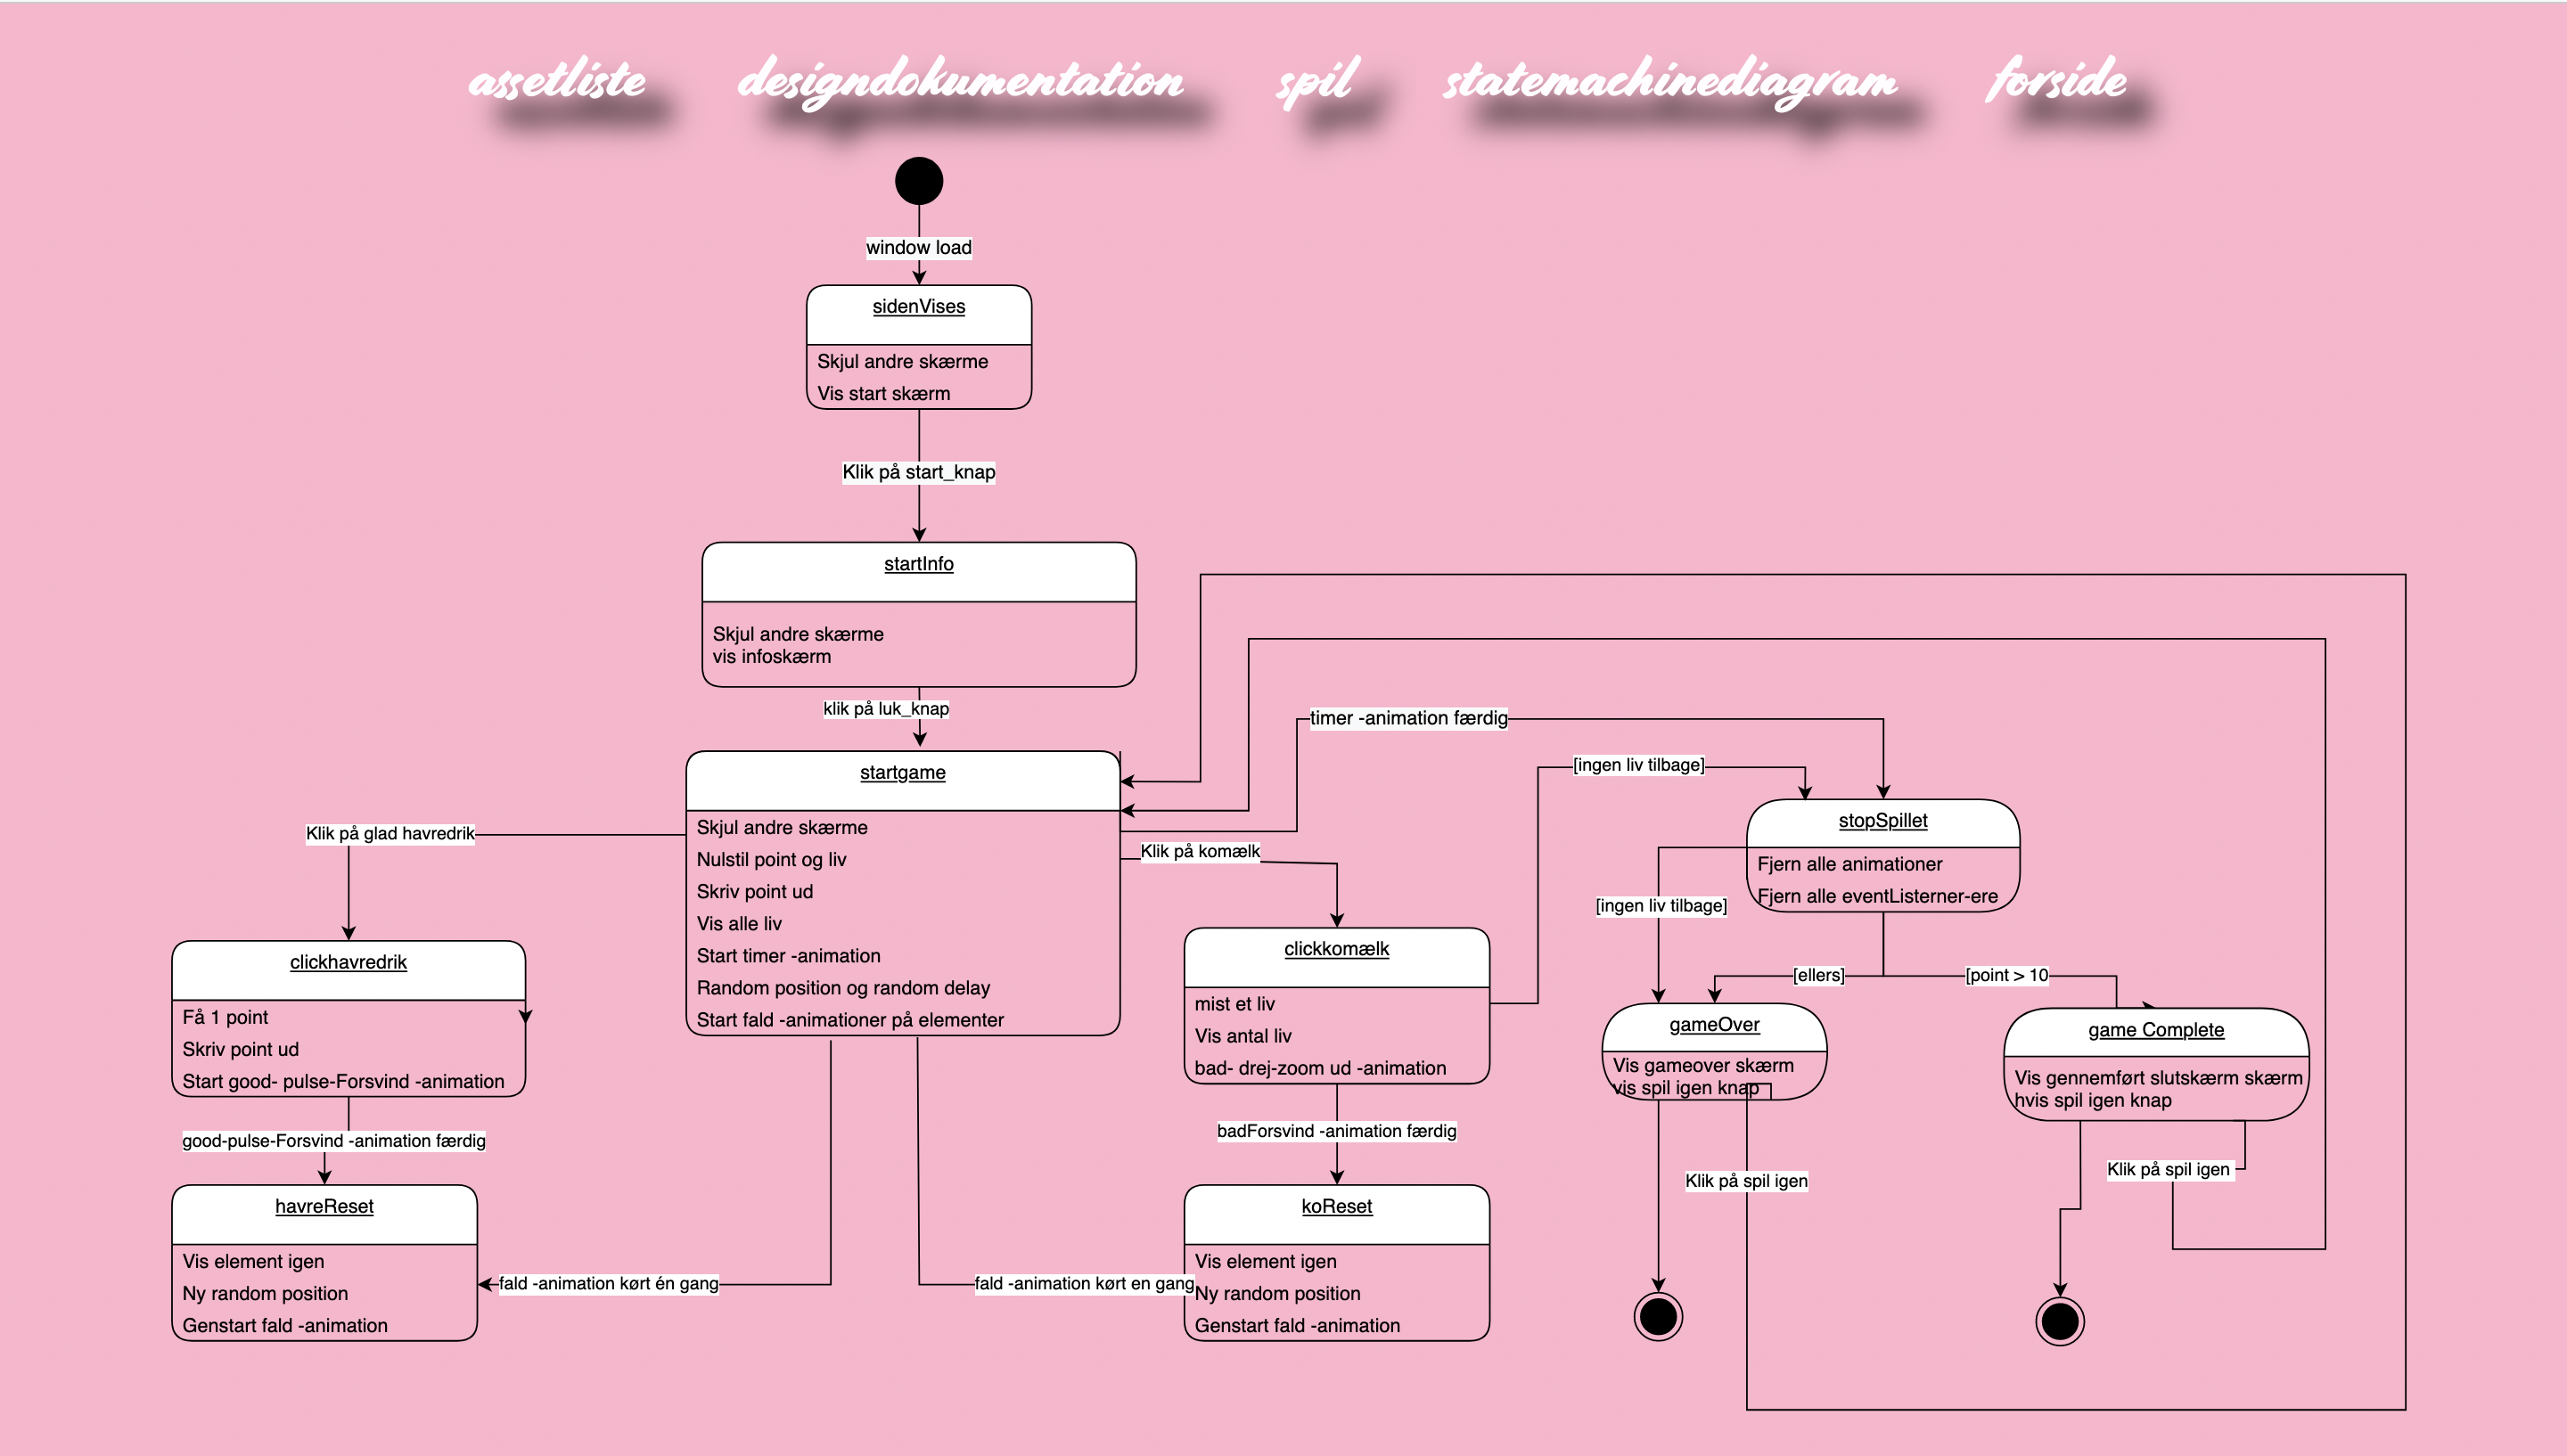 assetliste designdokumentation spil statemachinediagram forside
window load
sidenVises
Skjul andre skærme
Vis start skærm
Klik på start_knap
startInfo
Skjul andre skærme
vis infoskærm
klik på luk_knap
startgame
Skjul andre skærme
Nulstil point og liv
Skriv point ud
Vis alle liv
Start timer -animation
Random position og random delay
Start fald -animationer på elementer
Klik på glad havredrik
clickhavredrik
Få 1 point
Skriv point ud
Start good- pulse-Forsvind -animation
good-pulse-Forsvind -animation færdig
havreReset
Vis element igen
Ny random position
Genstart fald -animation
fald -animation kørt én gang
fald -animation kørt en gang
Klik på komælk
clickkomælk
mist et liv
Vis antal liv
bad- drej-zoom ud -animation
badForsvind -animation færdig
koReset
Vis element igen
Ny random position
Genstart fald -animation
timer -animation færdig
[ingen liv tilbage]
stopSpillet
Fjern alle animationer
Fjern alle eventListerner-ere
[ingen liv tilbage]
[ellers]
[point > 10
gameOver
Vis gameover skærm
vis spil igen knap
Klik på spil igen
game Complete
Vis gennemført slutskærm skærm
hvis spil igen knap
Klik på spil igen